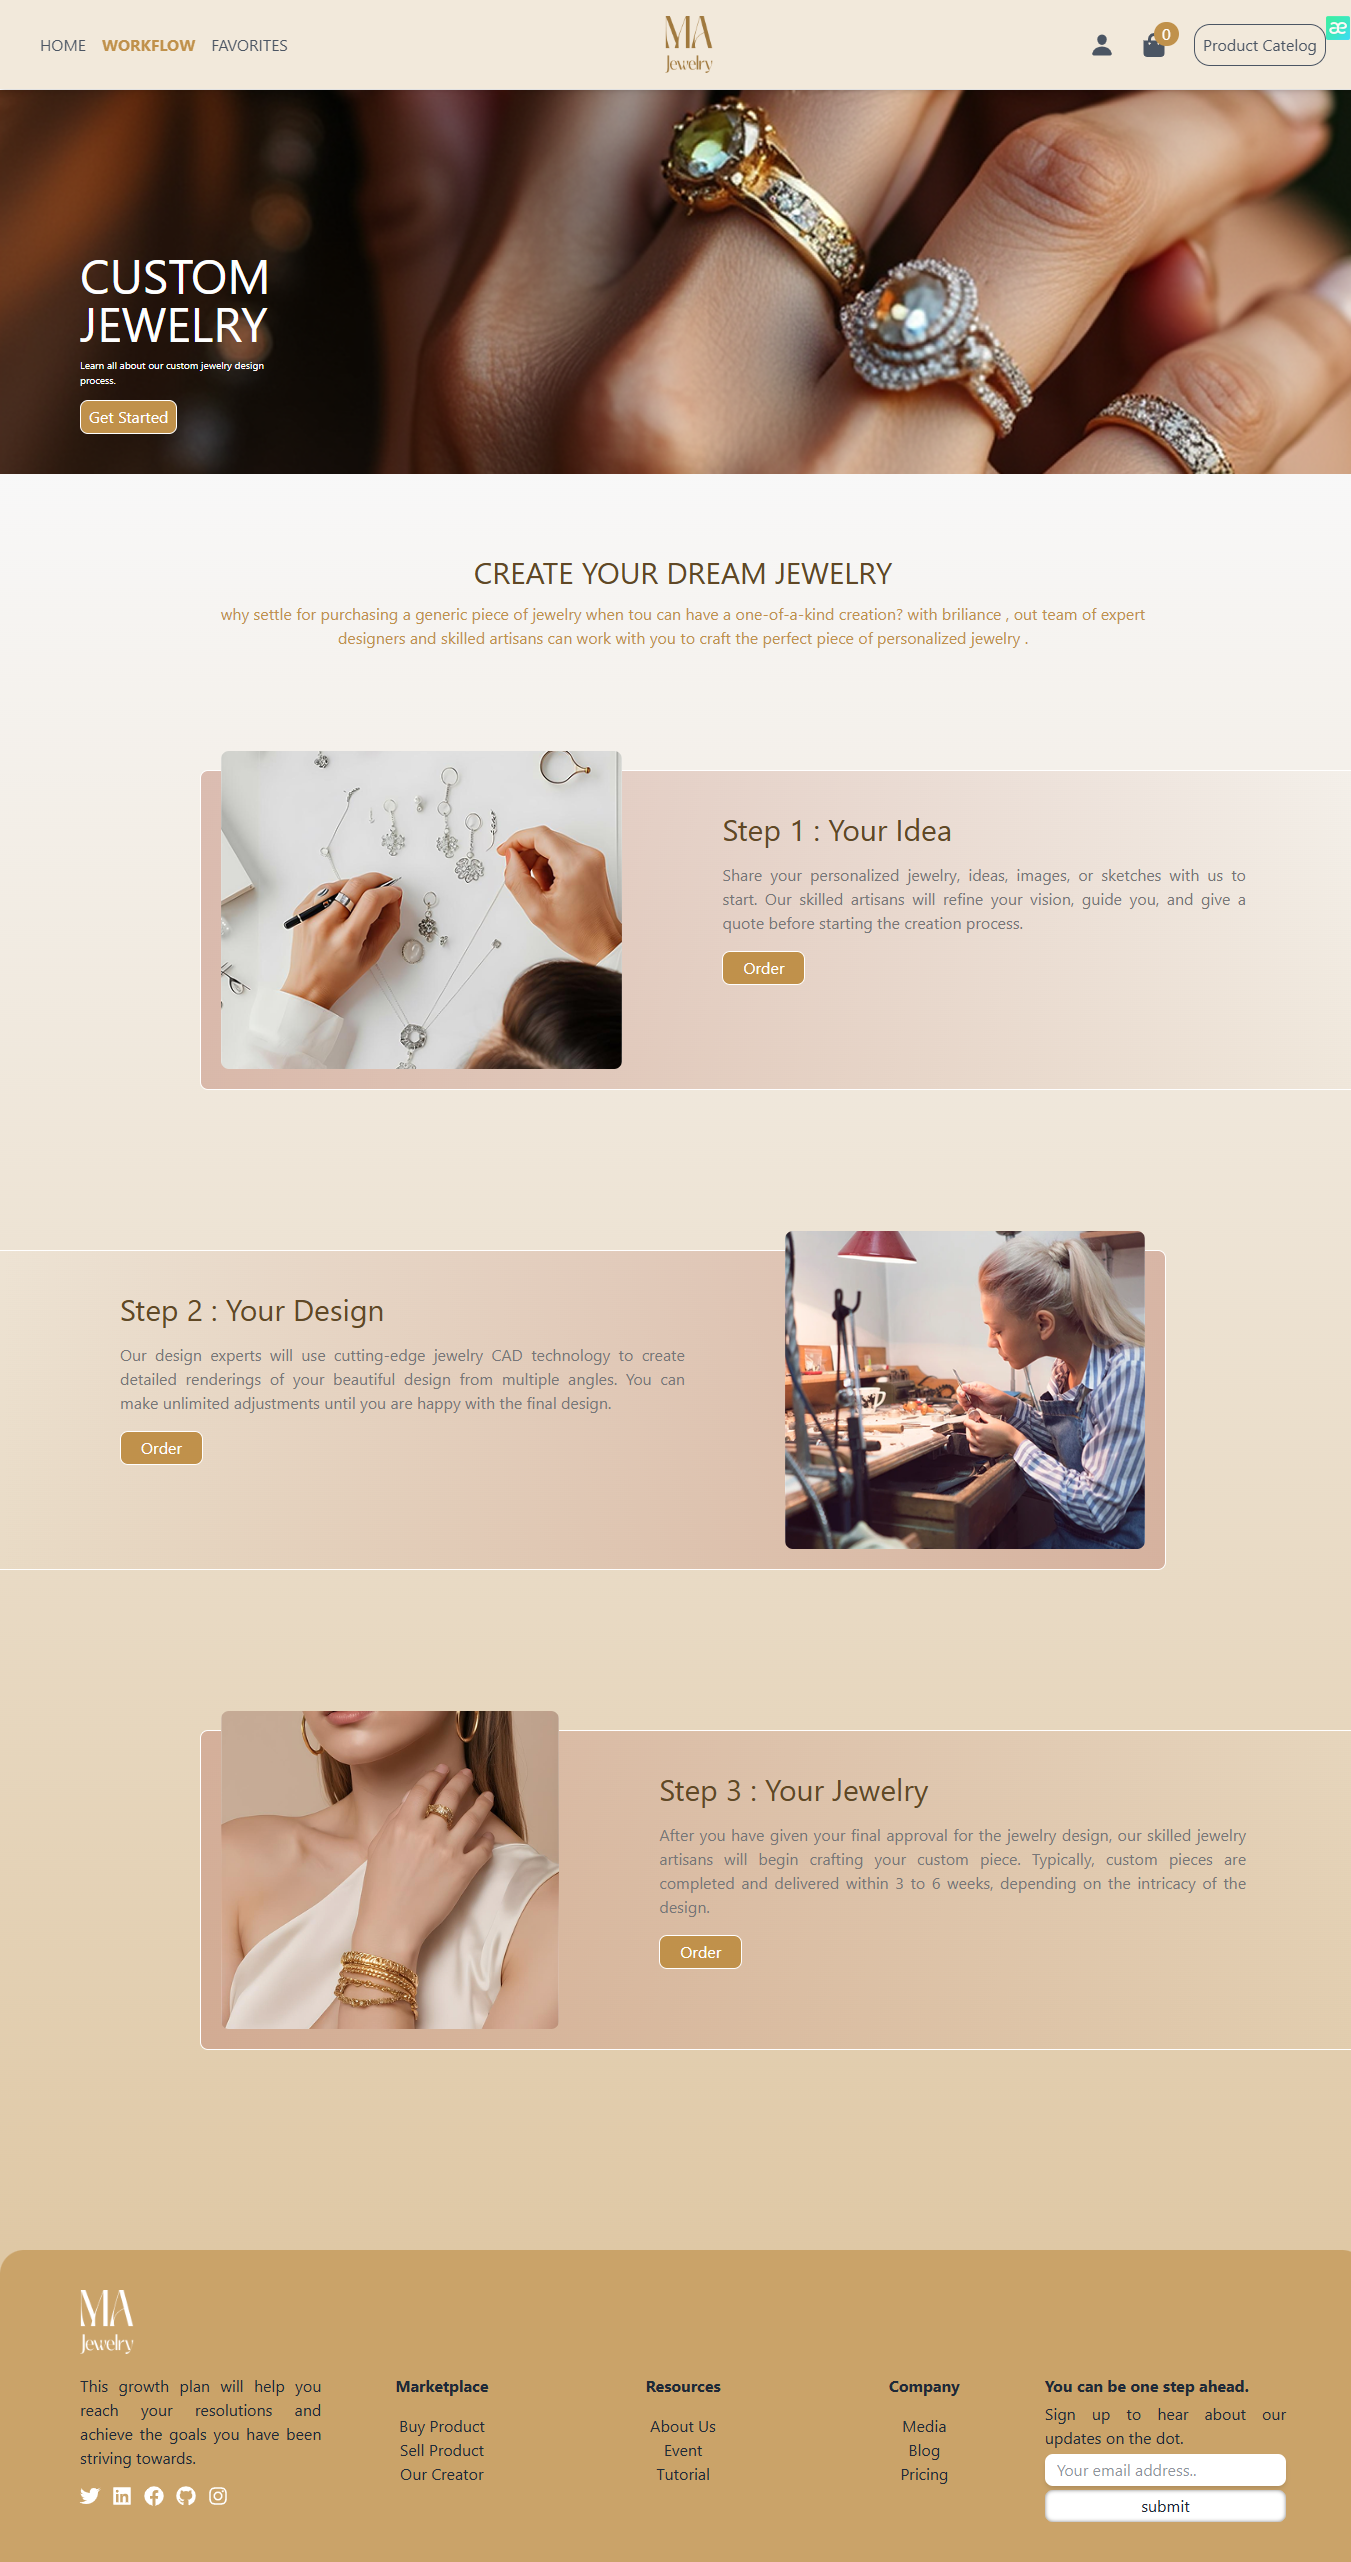 HOME WORKFLOW FAVORITES
MA
Jewelry
0
Product Catelog
æ
CUSTOM
JEWELRY
Learn all about our custom jewelry design
process.
Get Started
CREATE YOUR DREAM JEWELRY
why settle for purchasing a generic piece of jewelry when tou can have a one-of-a-kind creation? with briliance , out team of expert
designers and skilled artisans can work with you to craft the perfect piece of personalized jewelry .
Step 1 : Your Idea
Share your personalized jewelry, ideas, images, or sketches with us to
start. Our skilled artisans will refine your vision, guide you, and give a
quote before starting the creation process.
Order
Step 2 : Your Design
Our design experts will use cutting-edge jewelry CAD technology to create
detailed renderings of your beautiful design from multiple angles. You can
make unlimited adjustments until you are happy with the final design.
Order
Step 3 : Your Jewelry
After you have given your final approval for the jewelry design, our skilled jewelry
artisans will begin crafting your custom piece. Typically, custom pieces are
completed and delivered within 3 to 6 weeks, depending on the intricacy of the
design.
Order
MA
Jewelry
This growth plan will help you
reach your resolutions and
achieve the goals you have been
striving towards.
Marketplace
Buy Product
Sell Product
Our Creator
Resources
About Us
Event
Tutorial
Company
Media
Blog
Pricing
You can be one step ahead.
Sign up to hear about our
updates on the dot.
Your email address..
submit